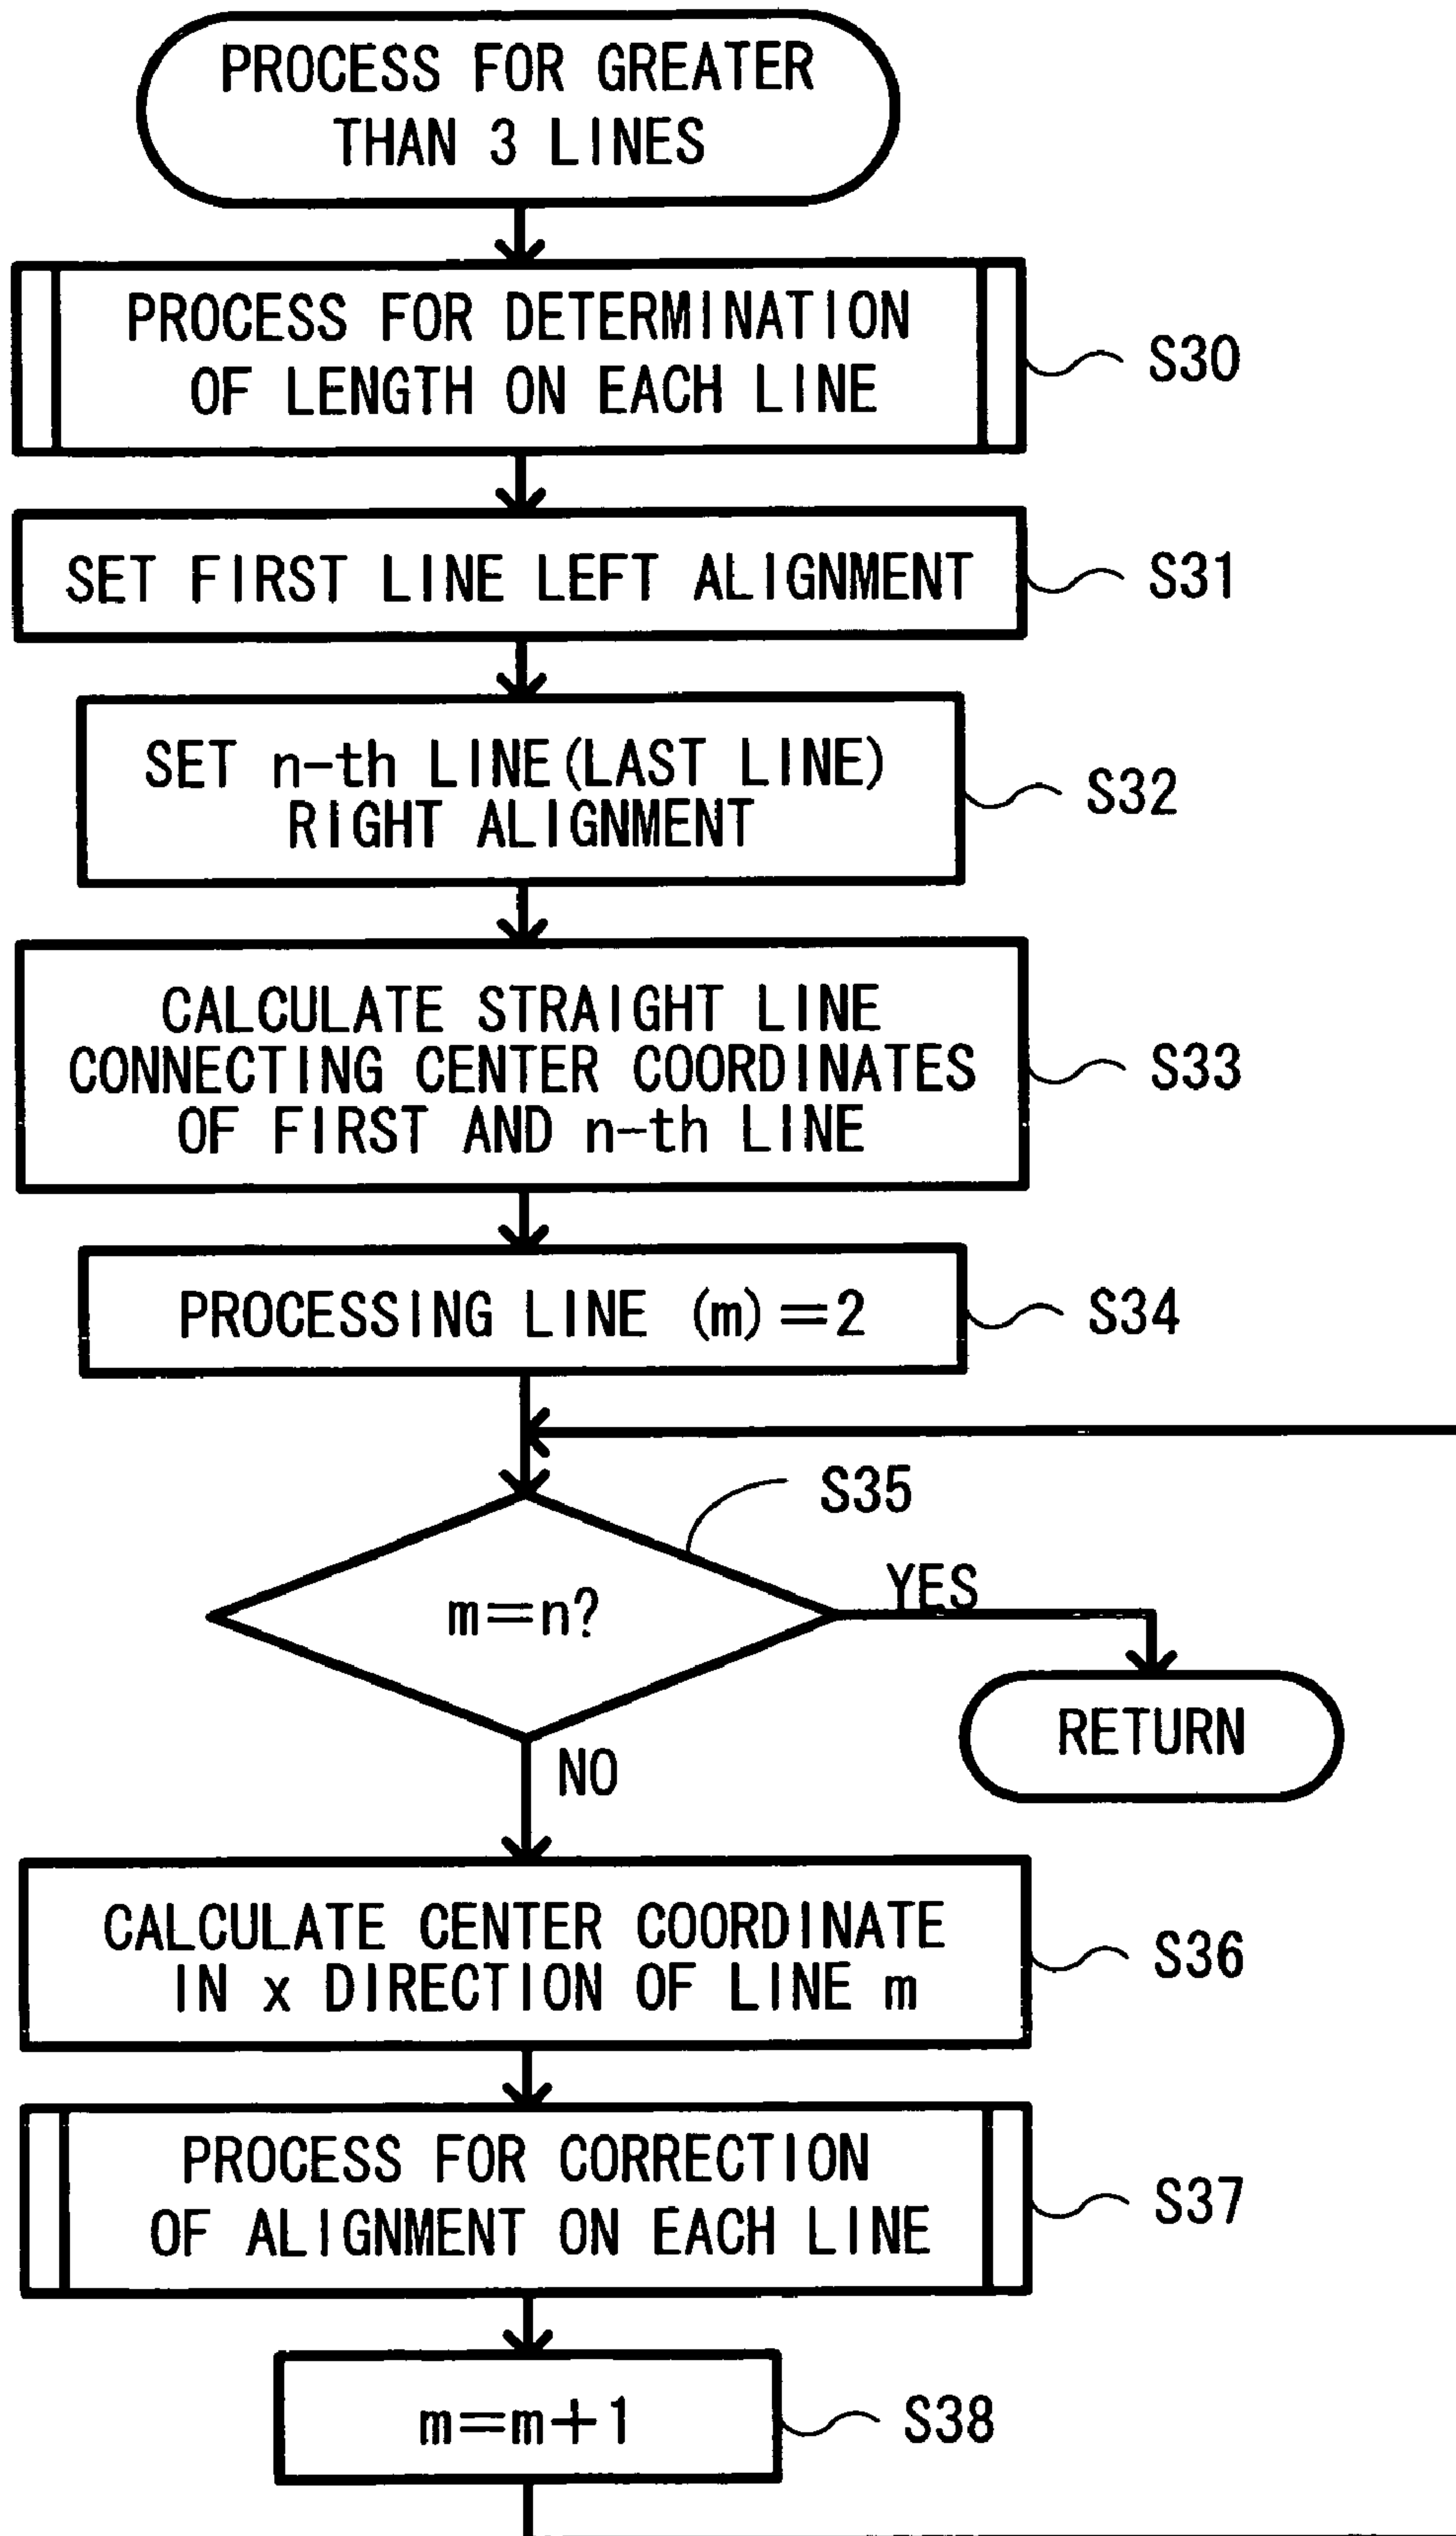 PROCESS FOR GREATER
THAN 3 LINES
PROCESS FOR DETERMINATION
OF LENGTH ON EACH LINE
S30
SET FIRST LINE LEFT ALIGNMENT
S31
SET n-th LINE(LAST LINE)
RIGHT ALIGNMENT
S32
CALCULATE STRAIGHT LINE
CONNECTING CENTER COORDINATES
OF FIRST AND n-th LINE
S33
PROCESSING LINE (m)=2
S34
S35
m=n?
YES
RETURN
NO
CALCULATE CENTER COORDINATE
IN x DIRECTION OF LINE m
S36
PROCESS FOR CORRECTION
OF ALIGNMENT ON EACH LINE
S37
m=m+1
S38